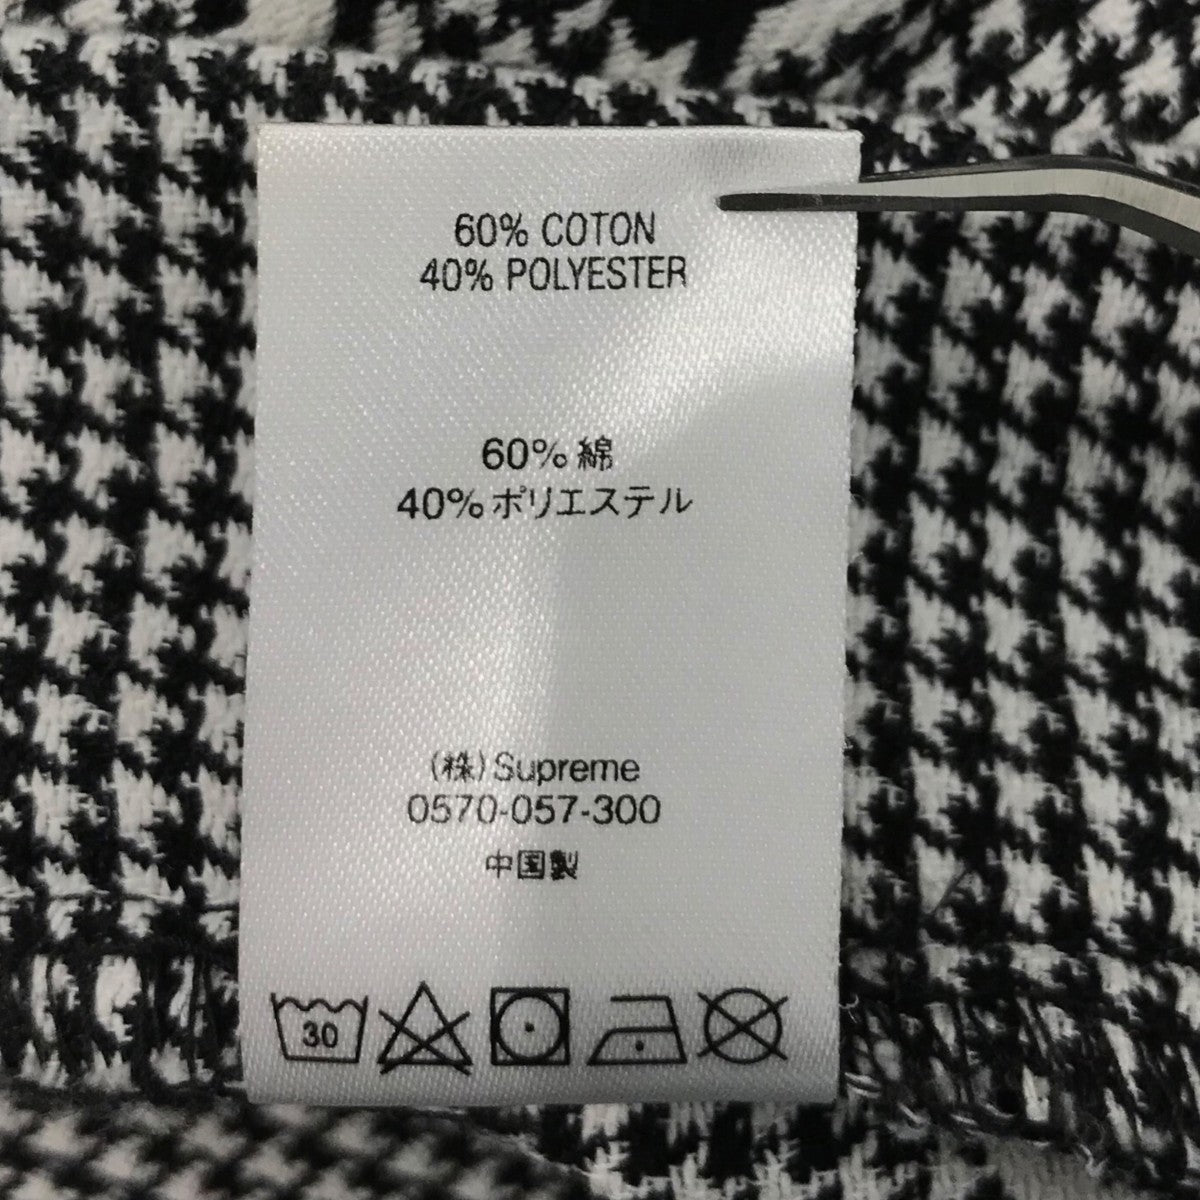 60% COTON
40% POLYESTER
60% 綿
40% ポリエステル
(株) Supreme
0570-057-300
中国製
30